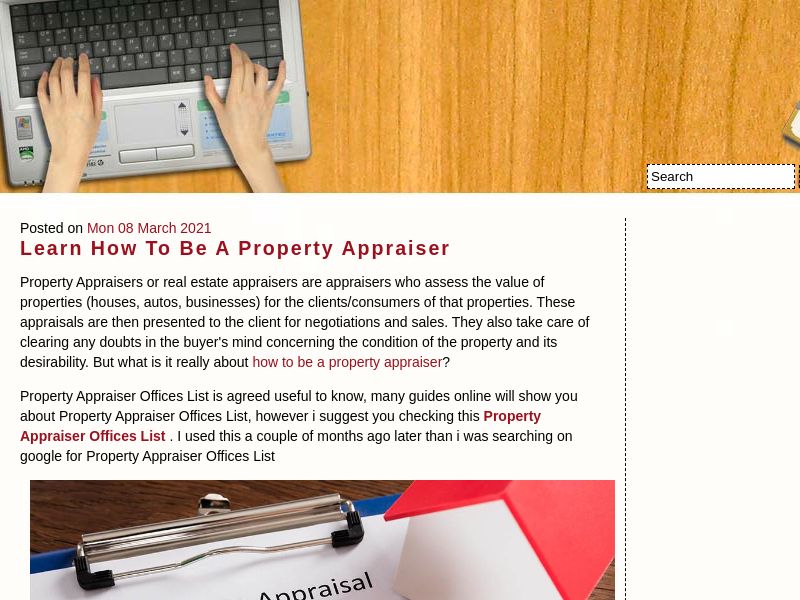 Search
Posted on Mon 08 March 2021
Learn How To Be A Property Appraiser
Property Appraisers or real estate appraisers are appraisers who assess the value of
properties (houses, autos, businesses) for the clients/consumers of that properties. These
appraisals are then presented to the client for negotiations and sales. They also take care of
clearing any doubts in the buyer's mind concerning the condition of the property and its
desirability. But what is it really about how to be a property appraiser?
Property Appraiser Offices List is agreed useful to know, many guides online will show you
about Property Appraiser Offices List, however i suggest you checking this Property
Appraiser Offices List . I used this a couple of months ago later than i was searching on
google for Property Appraiser Offices List
Appraisal